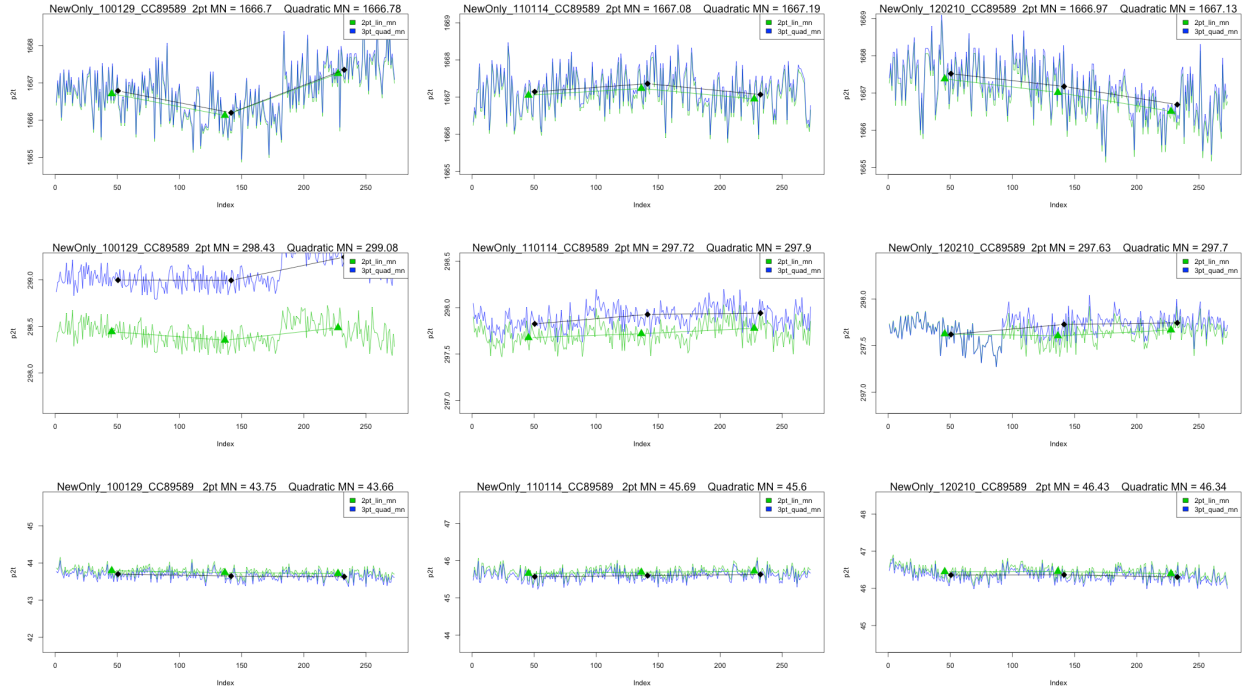 NewOnly_100129_CC89589 2pt MN = 1666.7 Quadratic MN = 1666.78
2pt_lin_mn
3pt_quad_mn
p2t
1665 1666 1667 1668
0 50 100 150 200 250
Index
NewOnly_110114_CC89589 2pt MN = 1667.08 Quadratic MN = 1667.19
2pt_lin_mn
3pt_quad_mn
p2t
1665 1666 1667 1668 1669
0 50 100 150 200 250
Index
NewOnly_120210_CC89589 2pt MN = 1666.97 Quadratic MN = 1667.13
2pt_lin_mn
3pt_quad_mn
p2t
1665 1666 1667 1668 1669
0 50 100 150 200 250
Index
NewOnly_100129_CC89589 2pt MN = 298.43 Quadratic MN = 299.08
2pt_lin_mn
3pt_quad_mn
p2t
298.0 298.5 299.0
0 50 100 150 200 250
Index
NewOnly_110114_CC89589 2pt MN = 297.72 Quadratic MN = 297.9
2pt_lin_mn
3pt_quad_mn
p2t
297.0 297.5 298.0 298.5
0 50 100 150 200 250
Index
NewOnly_120210_CC89589 2pt MN = 297.63 Quadratic MN = 297.7
2pt_lin_mn
3pt_quad_mn
p2t
297.0 297.5 298.0
0 50 100 150 200 250
Index
NewOnly_100129_CC89589 2pt MN = 43.75 Quadratic MN = 43.66
2pt_lin_mn
3pt_quad_mn
p2t
42 43 44 45
0 50 100 150 200 250
Index
NewOnly_110114_CC89589 2pt MN = 45.69 Quadratic MN = 45.6
2pt_lin_mn
3pt_quad_mn
p2t
44 45 46 47
0 50 100 150 200 250
Index
NewOnly_120210_CC89589 2pt MN = 46.43 Quadratic MN = 46.34
2pt_lin_mn
3pt_quad_mn
p2t
45 46 47 48
0 50 100 150 200 250
Index